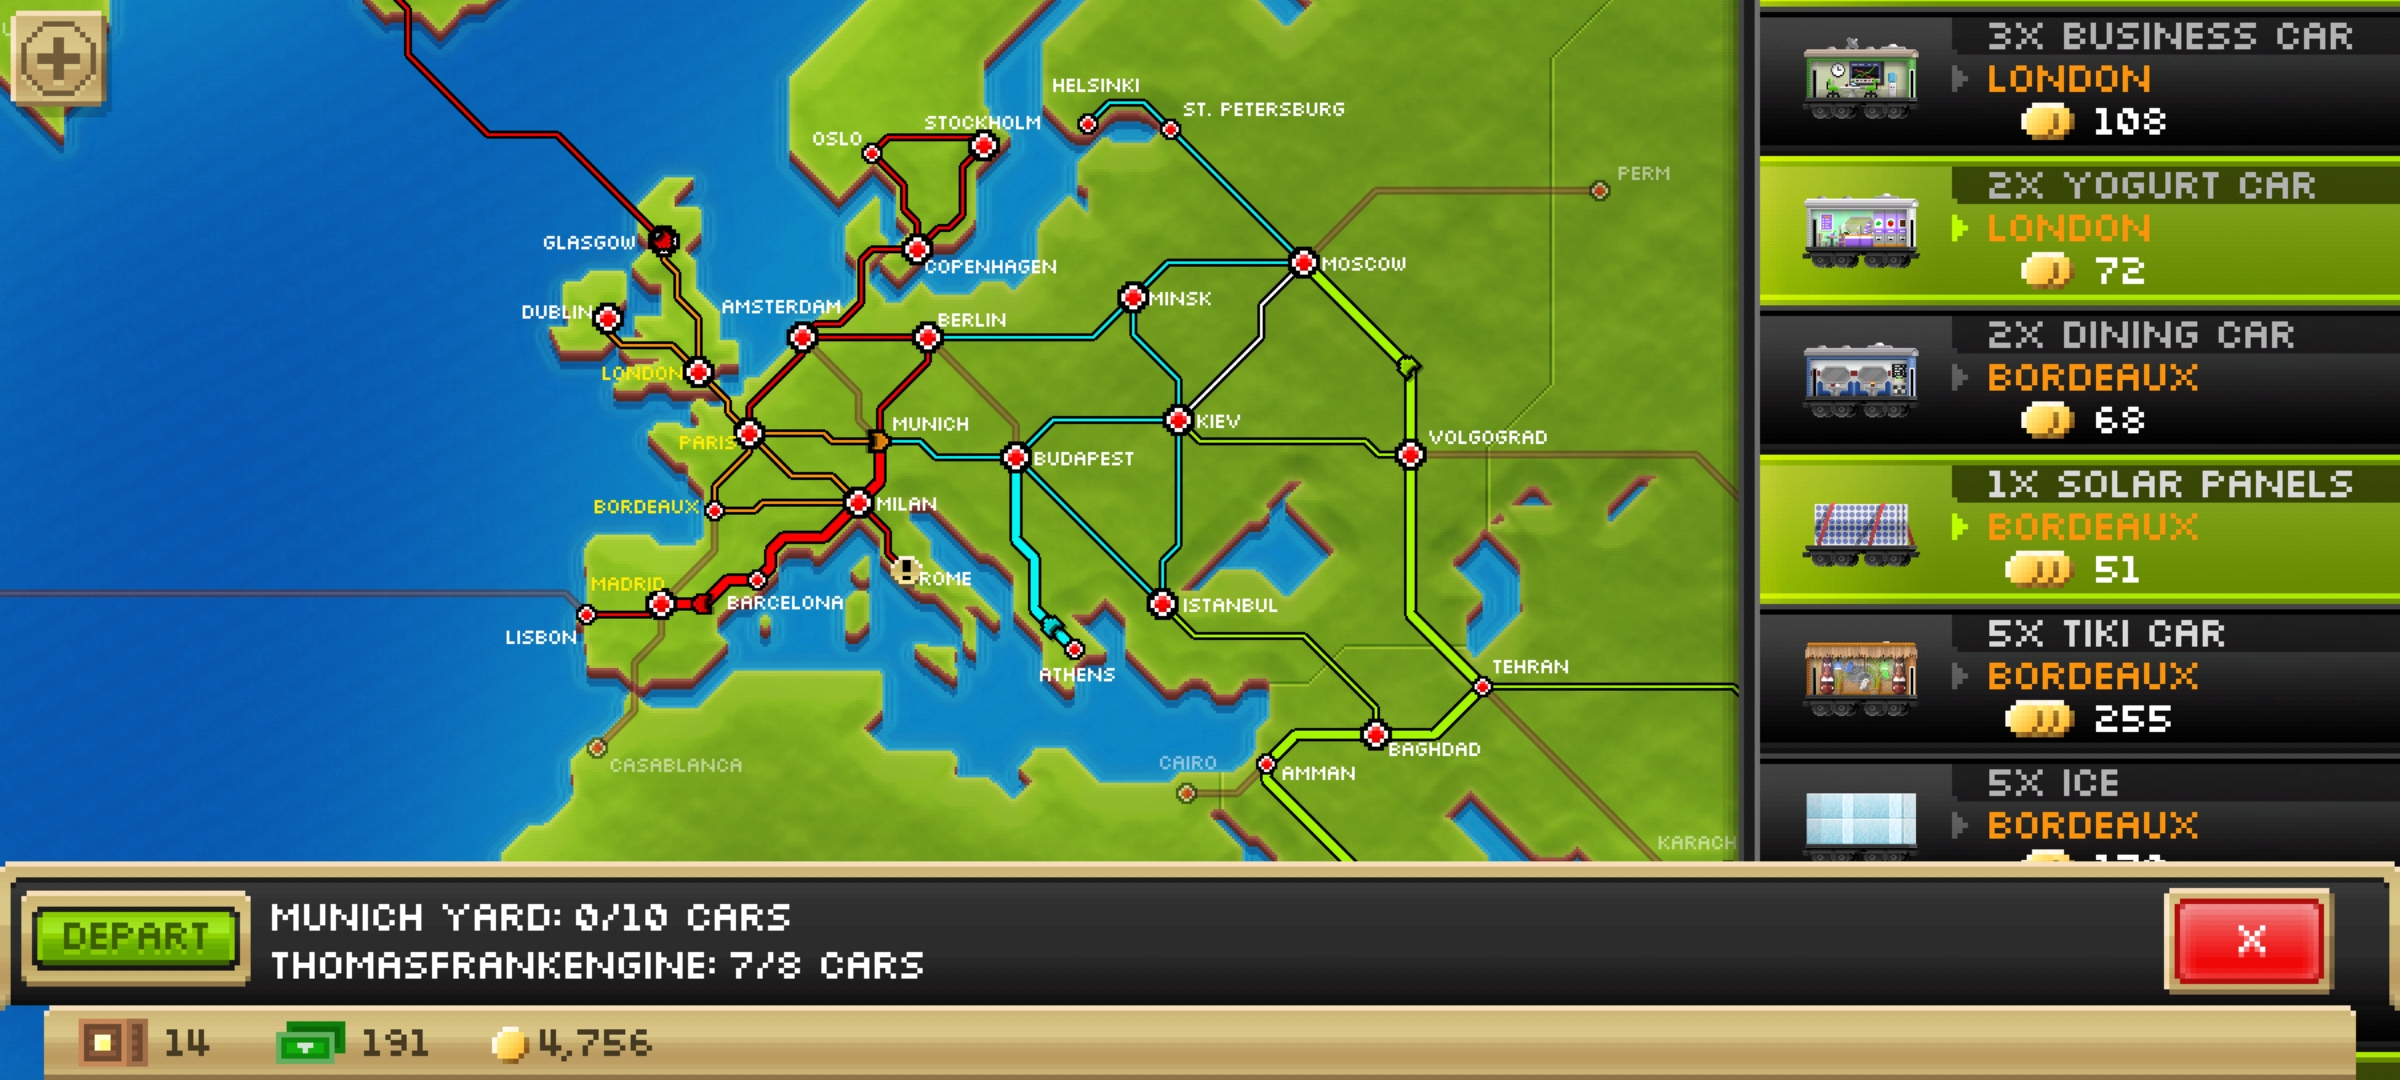 HELSINKI
ST. PETERSBURG
STOCKHOLM
OSLO
PERM
GLASGOW
COPENHAGEN
MOSCOW
DUBLIN
AMSTERDAM
BERLIN
MINSK
LONDON
PARIS
MUNICH
KIEV
VOLGOGRAD
BUDAPEST
BORDEAUX
MILAN
MADRID
ROME
BARCELONA
ISTANBUL
LISBON
ATHENS
TEHRAN
CASABLANCA
CAIRO
BAGHDAD
AMMAN
KARACH
3X BUSINESS CAR
LONDON
108
2X YOGURT CAR
LONDON
72
2X DINING CAR
BORDEAUX
68
1X SOLAR PANELS
BORDEAUX
51
5X TIKI CAR
BORDEAUX
255
5X ICE
BORDEAUX
DEPART
MUNICH YARD: 0/10 CARS
THOMASFRANKENGINE: 7/8 CARS
X
14
191
4,756